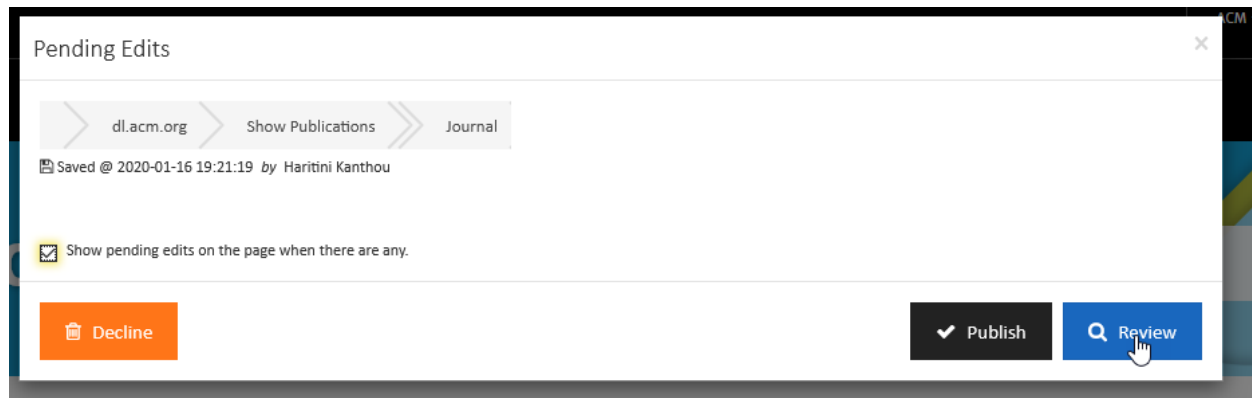 ACM
Pending Edits
×
dl.acm.org Show Publications Journal
Saved @ 2020-01-16 19:21:19 by Haritini Kanthou
Show pending edits on the page when there are any.
Decline Publish Review